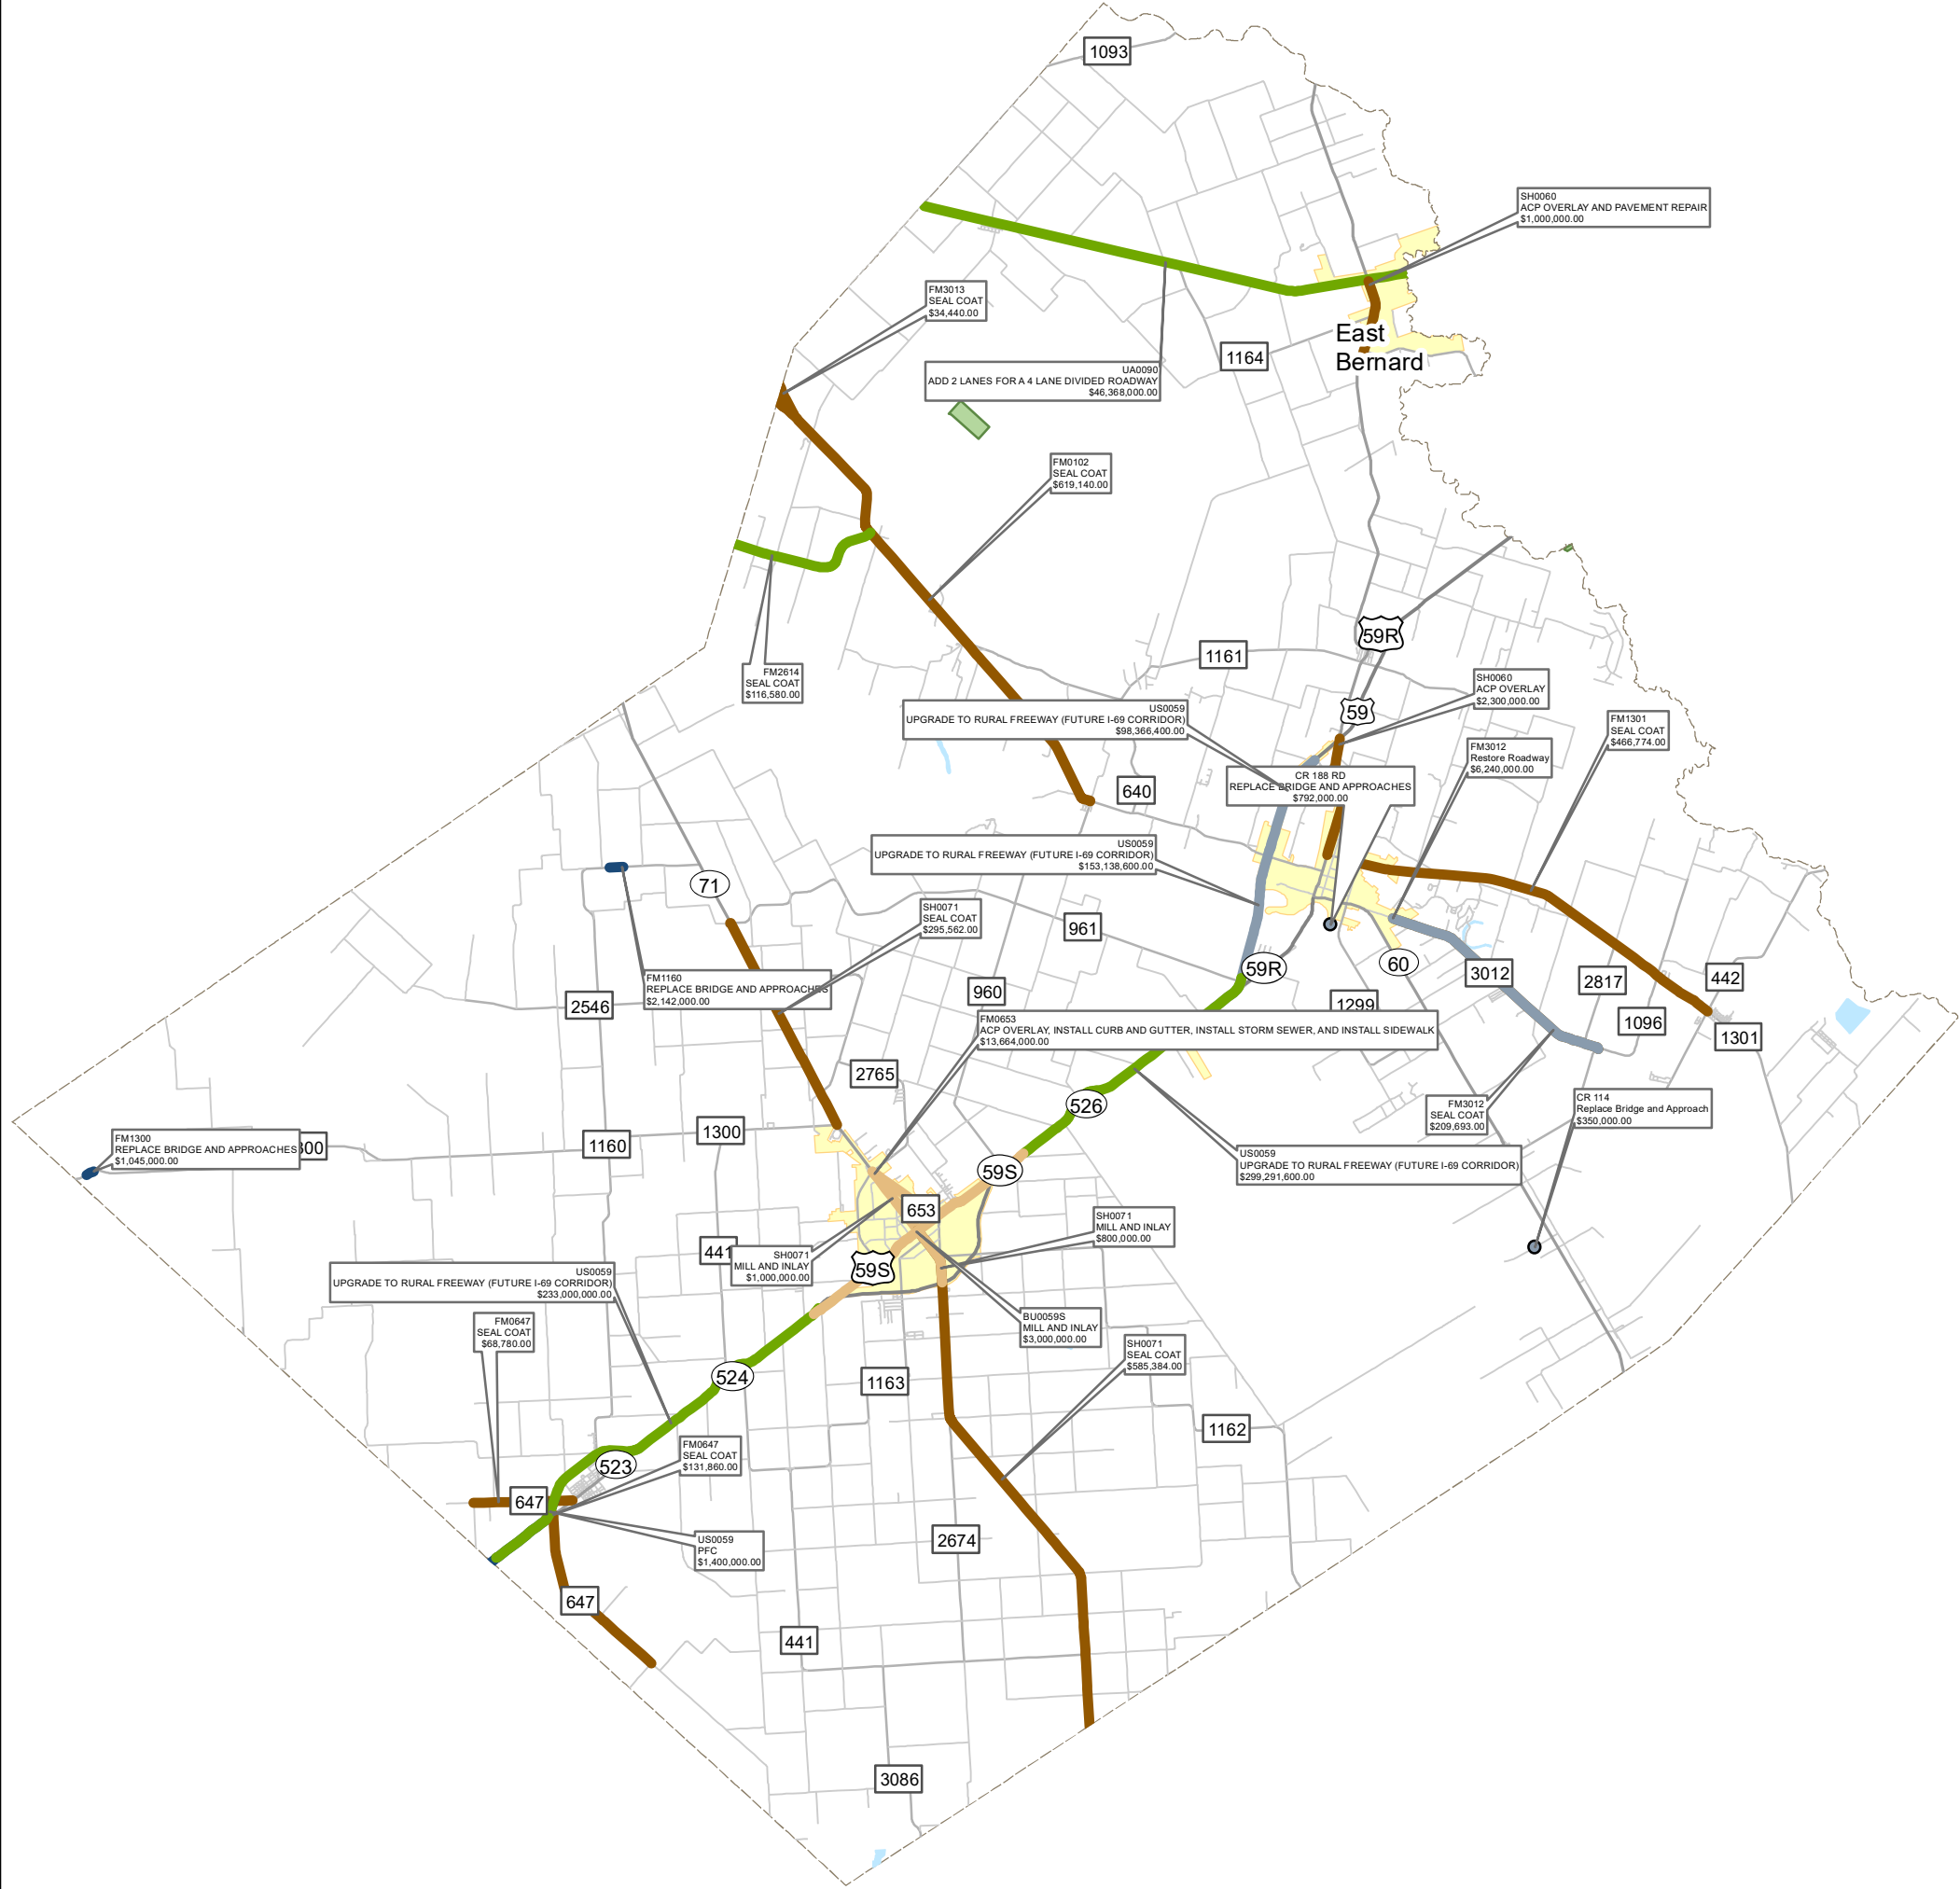 1093
SH0060
ACP OVERLAY AND PAVEMENT REPAIR
$1,000,000.00
FM3013
SEAL COAT
$34,440.00
East
Bernard
1164
UA0090
ADD 2 LANES FOR A 4 LANE DIVIDED ROADWAY
$46,368,000.00
FM0102
SEAL COAT
$619,140.00
59R
1161
FM2614
SEAL COAT
$116,580.00
SH0060
ACP OVERLAY
$2,300,000.00
59
US0059
UPGRADE TO RURAL FREEWAY (FUTURE I-69 CORRIDOR)
$98,366,400.00
FM1301
SEAL COAT
$466,774.00
FM3012
Restore Roadway
$6,240,000.00
CR 188 RD
REPLACE BRIDGE AND APPROACHES
$792,000.00
640
US0059
UPGRADE TO RURAL FREEWAY (FUTURE I-69 CORRIDOR)
$153,138,600.00
71
SH0071
SEAL COAT
$295,562.00
961
59R
60
3012
2817
442
FM1160
REPLACE BRIDGE AND APPROACHES
$2,142,000.00
2546
960
1299
FM0653
ACP OVERLAY, INSTALL CURB AND GUTTER, INSTALL STORM SEWER, AND INSTALL SIDEWALK
$13,664,000.00
1096
1301
2765
526
FM3012
SEAL COAT
$209,693.00
CR 114
Replace Bridge and Approach
$350,000.00
FM1300
REPLACE BRIDGE AND APPROACHES
$1,045,000.00
1160
1300
US0059
UPGRADE TO RURAL FREEWAY (FUTURE I-69 CORRIDOR)
$299,291,600.00
59S
653
SH0071
MILL AND INLAY
$800,000.00
441
SH0071
MILL AND INLAY
$1,000,000.00
59S
US0059
UPGRADE TO RURAL FREEWAY (FUTURE I-69 CORRIDOR)
$233,000,000.00
FM0647
SEAL COAT
$68,780.00
BU0059S
MILL AND INLAY
$3,000,000.00
SH0071
SEAL COAT
$585,384.00
524
1163
1162
FM0647
SEAL COAT
$131,860.00
523
647
US0059
PFC
$1,400,000.00
2674
647
441
3086